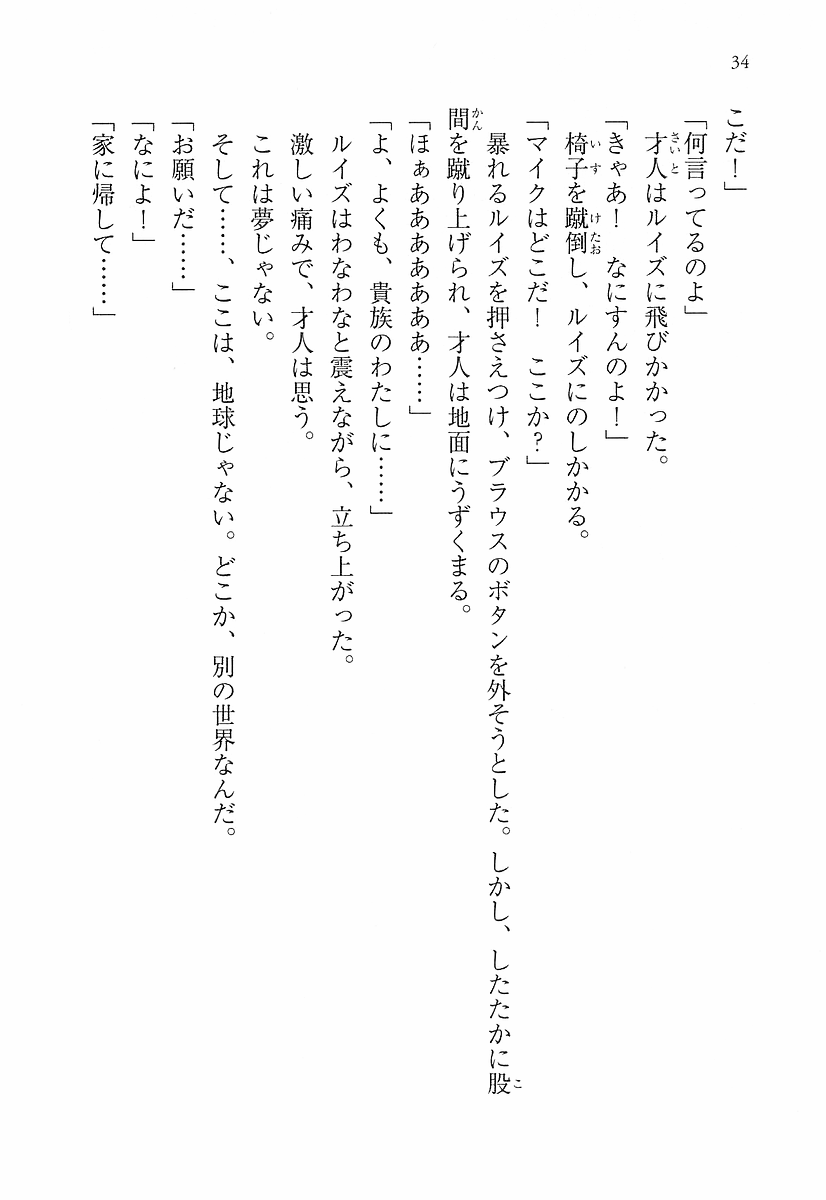 34
こだ！」
「何言ってるのよ」
才人はルイズに飛びかかった。
「きゃあ！　なにすんのよ！」
椅子を蹴倒し、ルイズにのしかかる。
「マイクはどこだ！　ここか？」
暴れるルイズを押さえつけ、ブラウスのボタンを外そうとした。しかし、したたかに股
間を蹴り上げられ、才人は地面にうずくまる。
「ほぁあああああああ……」
「よ、よくも、貴族のわたしに……」
ルイズはわなわなと震えながら、立ち上がった。
激しい痛みで、才人は思う。
これは夢じゃない。
そして……、ここは、地球じゃない。どこか、別の世界なんだ。
「お願いだ……」
「なによ！」
「家に帰して……」